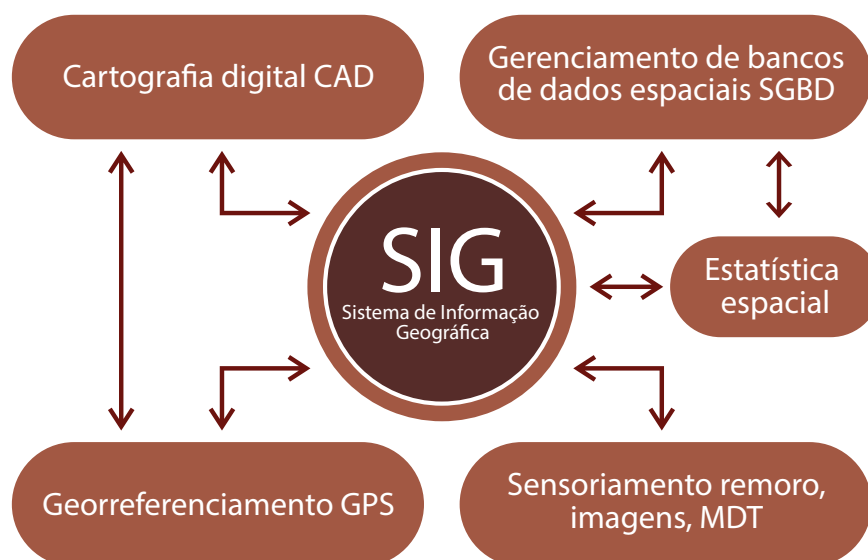 Cartografia digital CAD
Gerenciamento de bancos
de dados espaciais SGBD
SIG
Sistema de Informação
Geográfica
Estatística
espacial
Georreferenciamento GPS
Sensoriamento remoro,
imagens, MDT